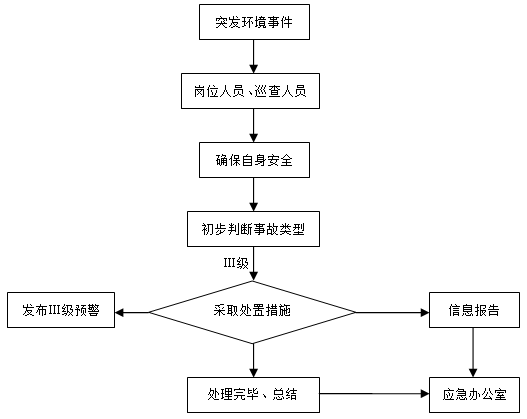 突发环境事件
岗位人员、巡查人员
确保自身安全
初步判断事故类型
Ⅲ级
发布Ⅲ级预警
采取处置措施
信息报告
处理完毕、总结
应急办公室